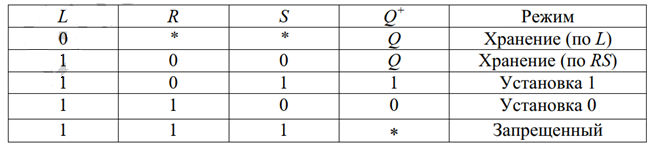 L R S Q⁺ Режим
0 * * Q Хранение (по L)
1 0 0 Q Хранение (по RS)
1 0 1 1 Установка 1
1 1 0 0 Установка 0
1 1 1 * Запрещенный